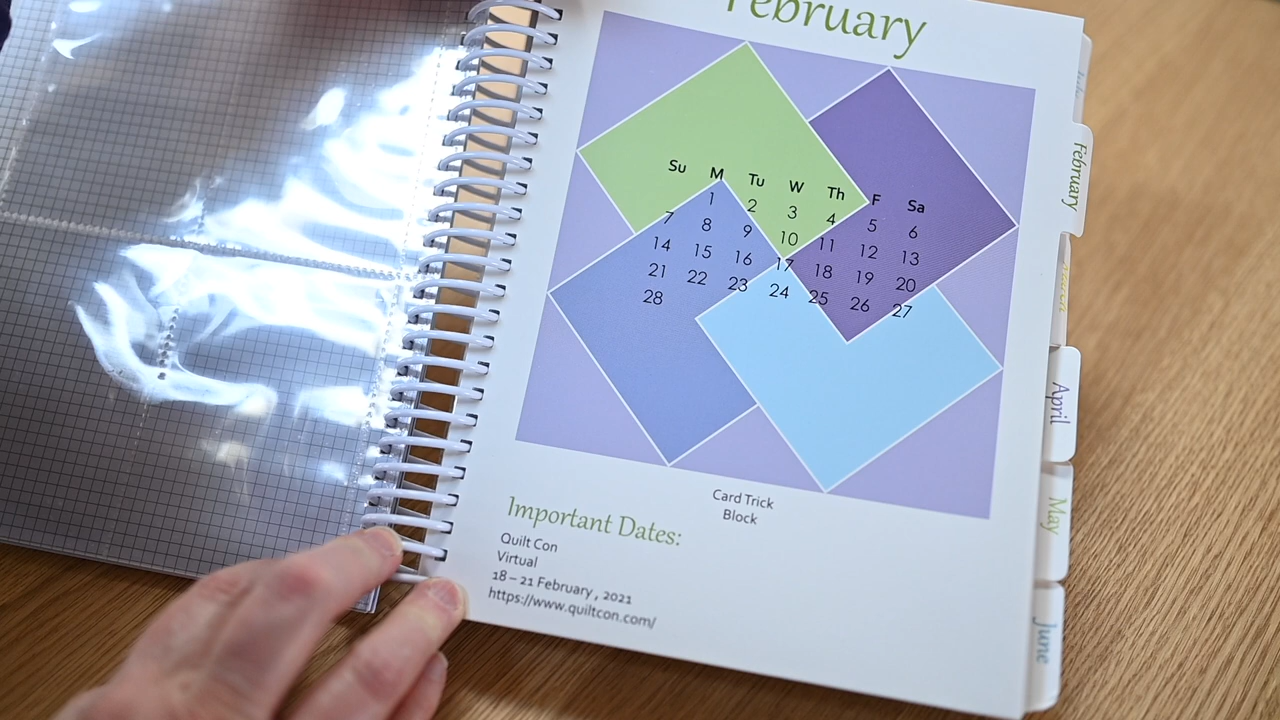 February
Su M Tu W Th F Sa
1 2 3 4 5 6
7 8 9 10 11 12 13
14 15 16 17 18 19 20
21 22 23 24 25 26 27
28
Card Trick
Block
Important Dates:
Quilt Con
Virtual
18 – 21 February , 2021
https://www.quiltcon.com/
February
March
April
May
June